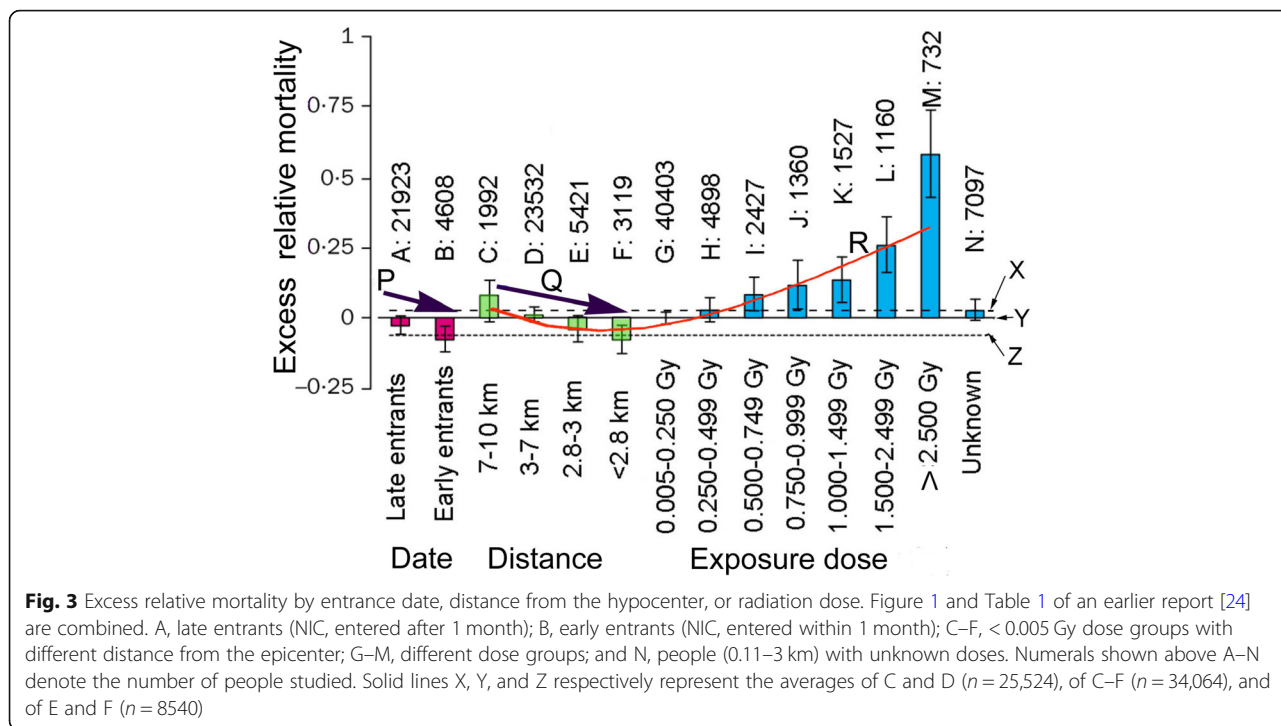 Excess relative mortality
1
0·75
0·5
0·25
0
−0·25
A: 21923
B: 4608
C: 1992
D: 23532
E: 5421
F: 3119
G: 40403
H: 4898
I: 2427
J: 1360
K: 1527
L: 1160
M: 732
N: 7097
P
Q
R
X
Y
Z
Late entrants
Early entrants
7-10 km
3-7 km
2.8-3 km
<2.8 km
0.005-0.250 Gy
0.250-0.499 Gy
0.500-0.749 Gy
0.750-0.999 Gy
1.000-1.499 Gy
1.500-2.499 Gy
>2.500 Gy
Unknown
Date
Distance
Exposure dose
Fig. 3 Excess relative mortality by entrance date, distance from the hypocenter, or radiation dose. Figure 1 and Table 1 of an earlier report [24]
are combined. A, late entrants (NIC, entered after 1 month); B, early entrants (NIC, entered within 1 month); C–F, < 0.005 Gy dose groups with
different distance from the epicenter; G–M, different dose groups; and N, people (0.11–3 km) with unknown doses. Numerals shown above A–N
denote the number of people studied. Solid lines X, Y, and Z respectively represent the averages of C and D (n = 25,524), of C–F (n = 34,064), and
of E and F (n = 8540)